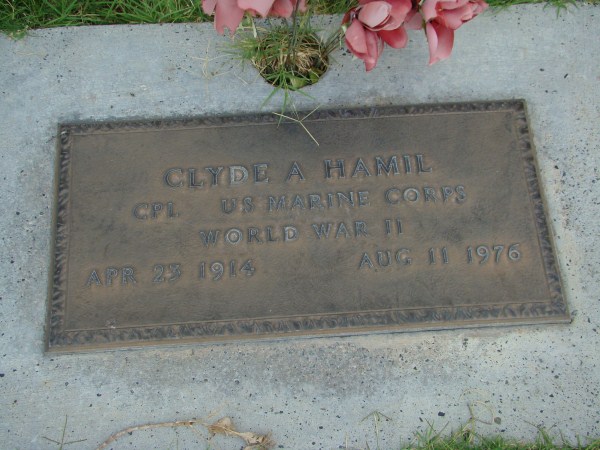 CLYDE A HAMIL
CPL US MARINE CORPS
WORLD WAR II
APR 23 1914 AUG 11 1976